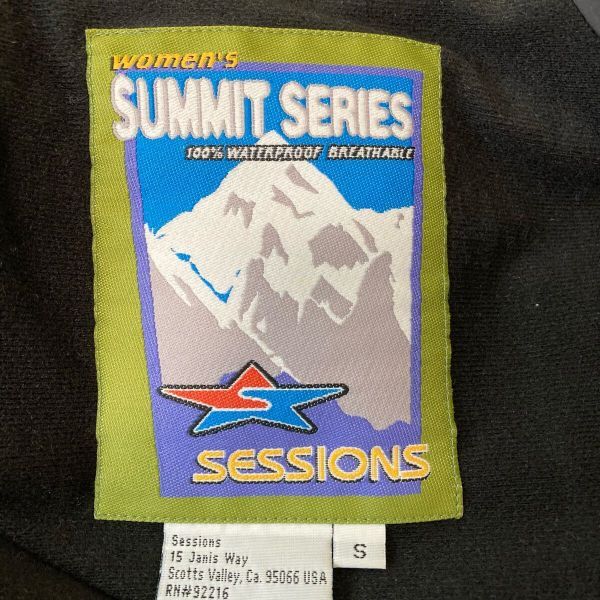 women's
SUMMIT SERIES
100% WATERPROOF BREATHABLE
S
SESSIONS
Sessions
15 Janis Way
Scotts Valley, Ca. 95066 USA
RN#92216
S